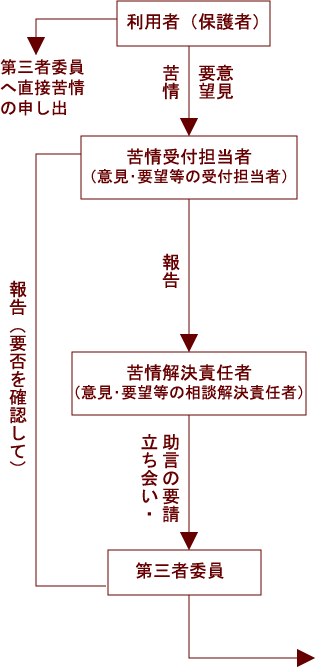 利用者（保護者）
第三者委員
へ直接苦情
の申し出
苦情
意見
要望
苦情受付担当者
（意見･要望等の受付担当者）
報告
報告（要否を確認して）
苦情解決責任者
（意見･要望等の相談解決責任者）
助言の要請
立ち会い・
第三者委員